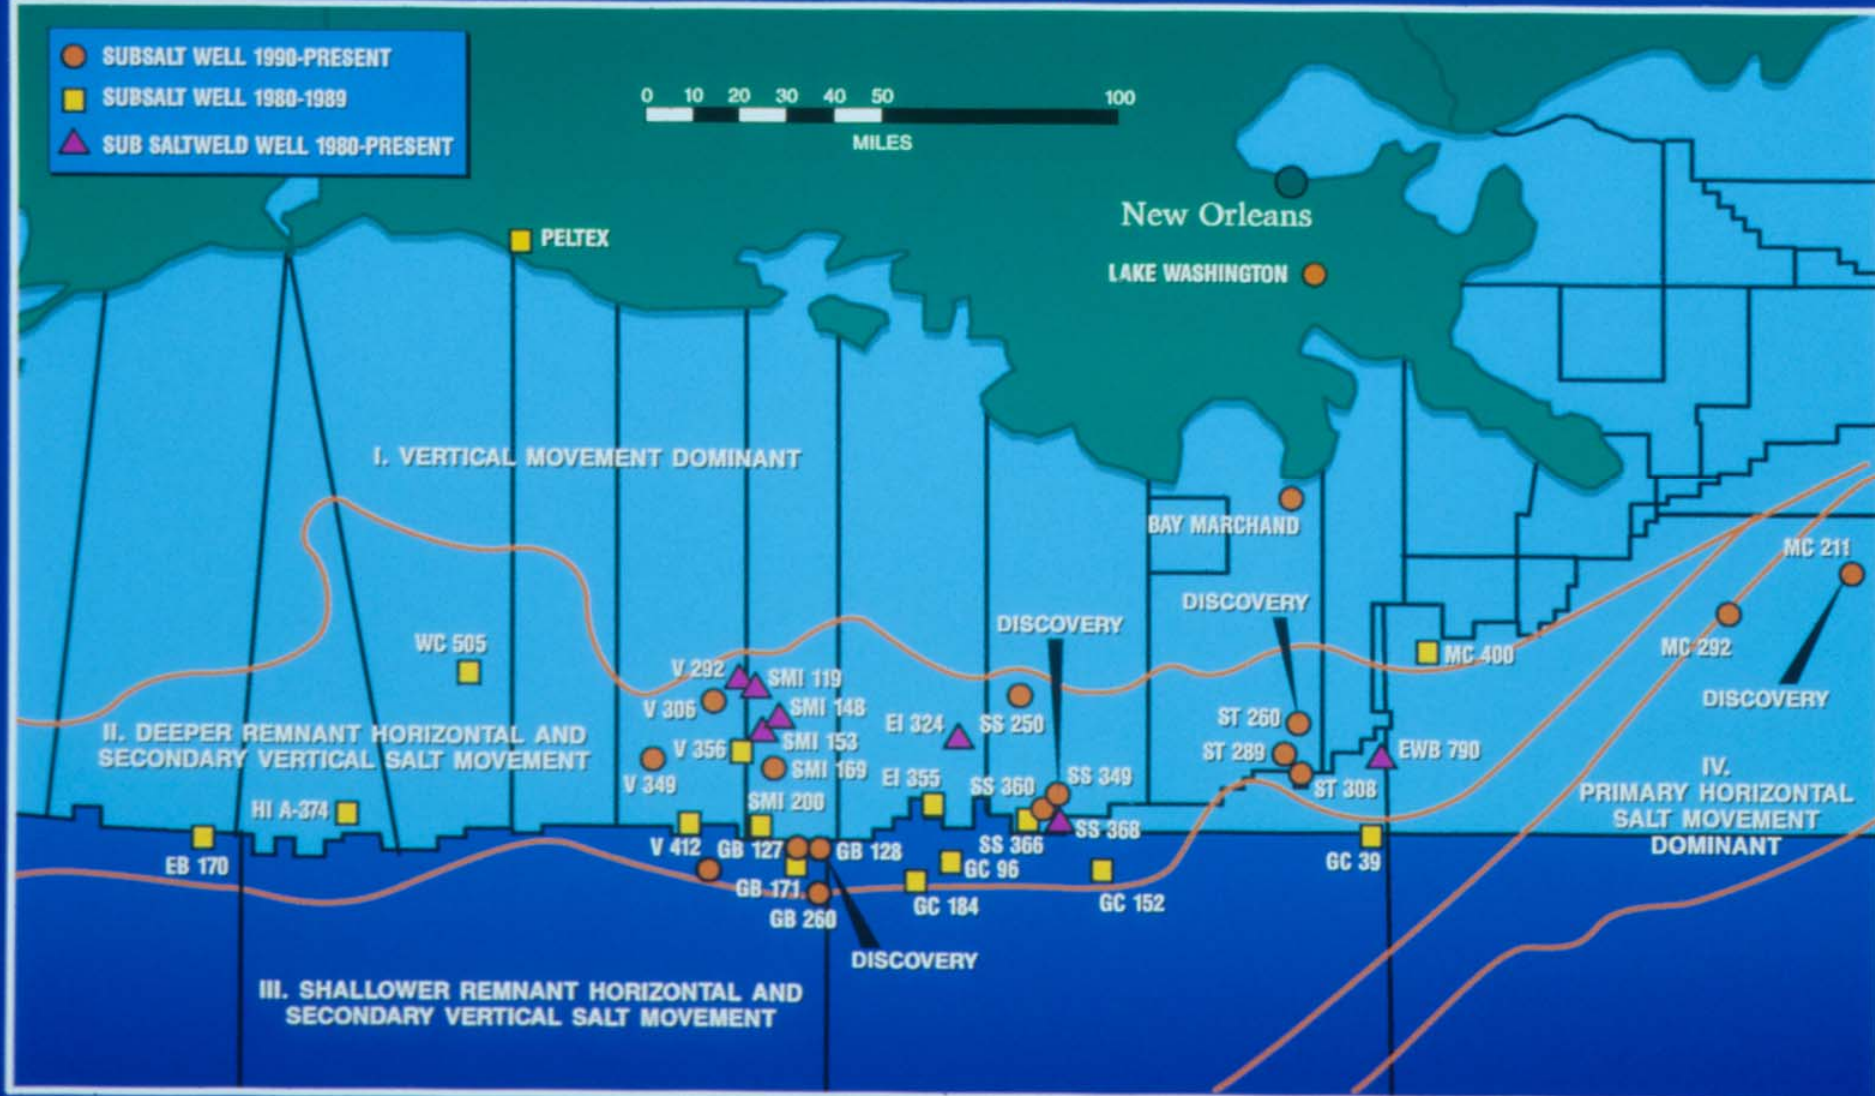 SUBSALT WELL 1990-PRESENT
SUBSALT WELL 1980-1989
SUB SALTWELD WELL 1980-PRESENT
0 10 20 30 40 50 100
MILES
New Orleans
PELTEX
LAKE WASHINGTON
I. VERTICAL MOVEMENT DOMINANT
BAY MARCHAND
MC 211
DISCOVERY
DISCOVERY
WC 505
MC 400
MC 292
V 292
SMI 119
DISCOVERY
V 306
SMI 148
EI 324
SS 250
ST 260
II. DEEPER REMNANT HORIZONTAL AND
SECONDARY VERTICAL SALT MOVEMENT
V 356
SMI 153
ST 289
EWB 790
SMI 169
V 349
EI 355
SS 360
SS 349
ST 308
IV.
PRIMARY HORIZONTAL
SALT MOVEMENT
DOMINANT
HI A-374
SMI 200
SS 368
EB 170
V 412
GB 127
GB 128
SS 366
GC 39
GC 96
GB 171
GC 184
GC 152
GB 260
DISCOVERY
III. SHALLOWER REMNANT HORIZONTAL AND
SECONDARY VERTICAL SALT MOVEMENT